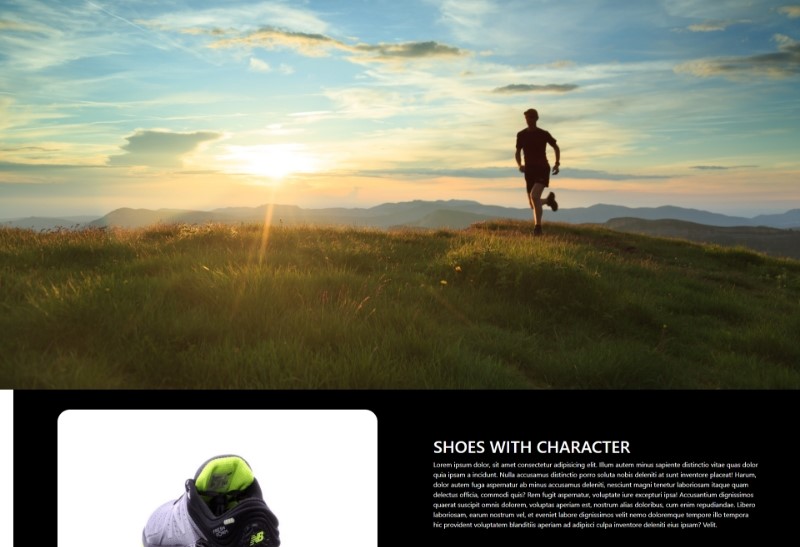 SHOES WITH CHARACTER
Lorem ipsum dolor, sit amet consectetur adipisicing elit. Illum autem minus sapiente distinctio vitae quas dolor
quia ipsam a incidunt. Nulla accusamus distinctio porro soluta nobis deleniti at sunt inventore placeat! Harum,
dolor autem fuga aspernatur ab minus accusamus deleniti, nesciunt magni tenetur laboriosam itaque quam
delectus officia, commodi quis? Rem fugit aspernatur, voluptate iure excepturi ipsa! Accusantium dignissimos
quaerat suscipit omnis dolorem, voluptas aperiam est, nostrum alias doloribus, cum enim repudiandae. Libero
laboriosam, earum nostrum vel, et eveniet labore dignissimos velit nemo doloremque tempore illo tempora
hic provident voluptatem blanditiis aperiam ad adipisci culpa inventore deleniti eius ipsam? Velit.
NB